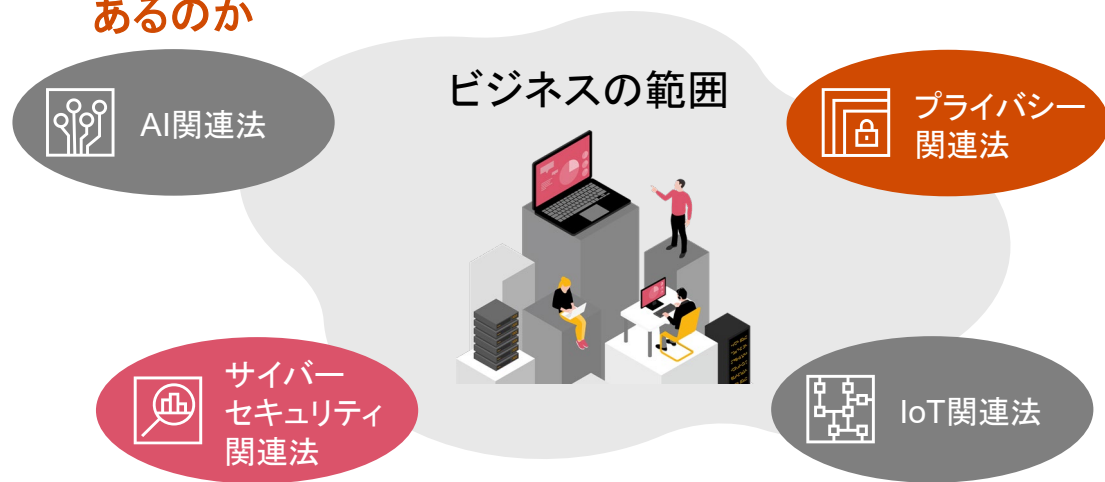 あるのか
ビジネスの範囲
AI関連法
プライバシー
関連法
サイバー
セキュリティ
関連法
IoT関連法